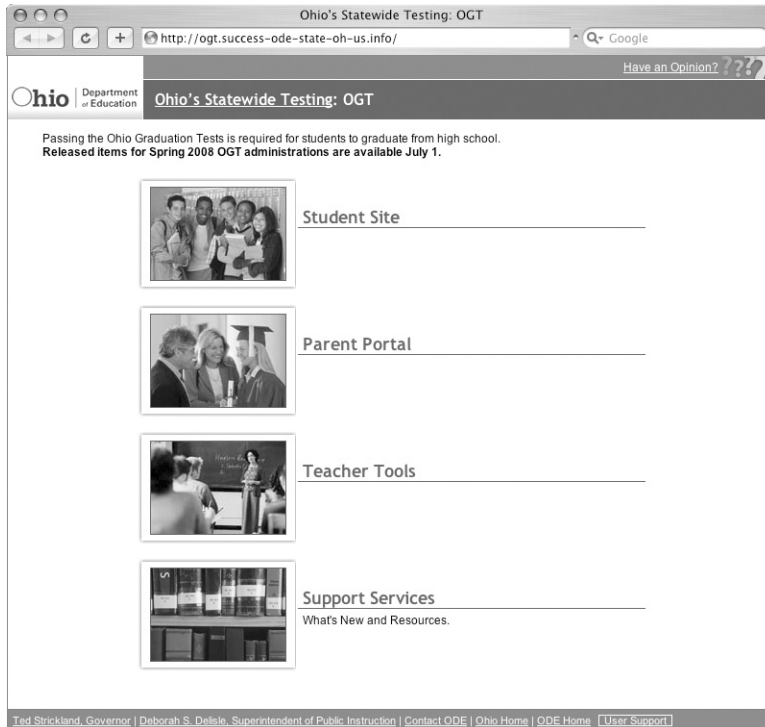 Ohio's Statewide Testing: OGT
http://ogt.success-ode-state-oh-us.info/
Google
Have an Opinion? ????
Ohio Department of Education
Ohio's Statewide Testing: OGT
Passing the Ohio Graduation Tests is required for students to graduate from high school.
Released items for Spring 2008 OGT administrations are available July 1.
Student Site
Parent Portal
Teacher Tools
Support Services
What's New and Resources.
Ted Strickland, Governor | Deborah S. Delisle, Superintendent of Public Instruction | Contact ODE | Ohio Home | ODE Home User Support